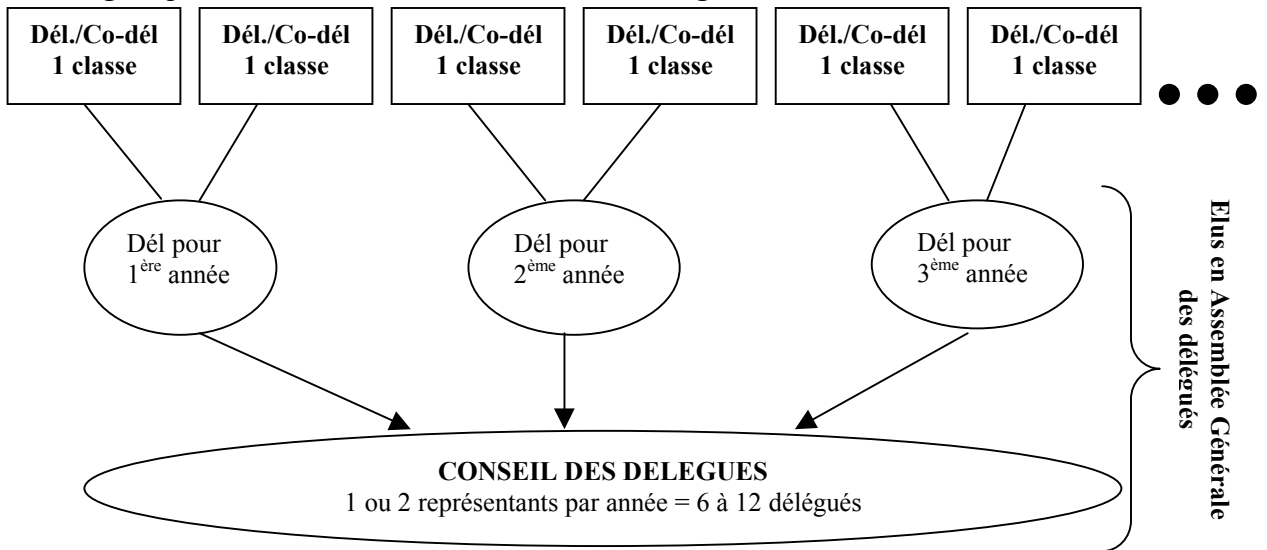 Dél./Co-dél
1 classe
Dél./Co-dél
1 classe
Dél./Co-dél
1 classe
Dél./Co-dél
1 classe
Dél./Co-dél
1 classe
Dél./Co-dél
1 classe
Dél pour
1ère année
Dél pour
2ème année
Dél pour
3ème année
Elus en Assemblée Générale
des délégués
CONSEIL DES DELEGUES
1 ou 2 représentants par année = 6 à 12 délégués